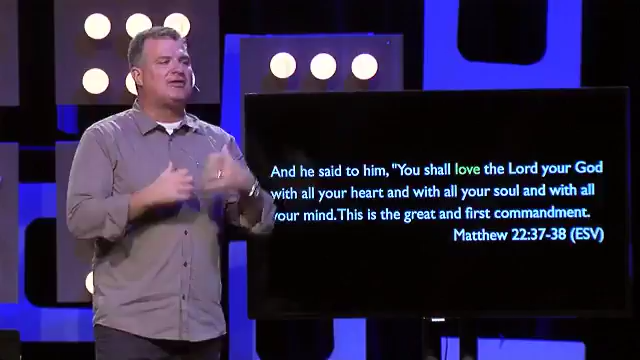 And he said to him, "You shall love the Lord your God
with all your heart and with all your soul and with all
your mind. This is the great and first commandment.
Matthew 22:37-38 (ESV)